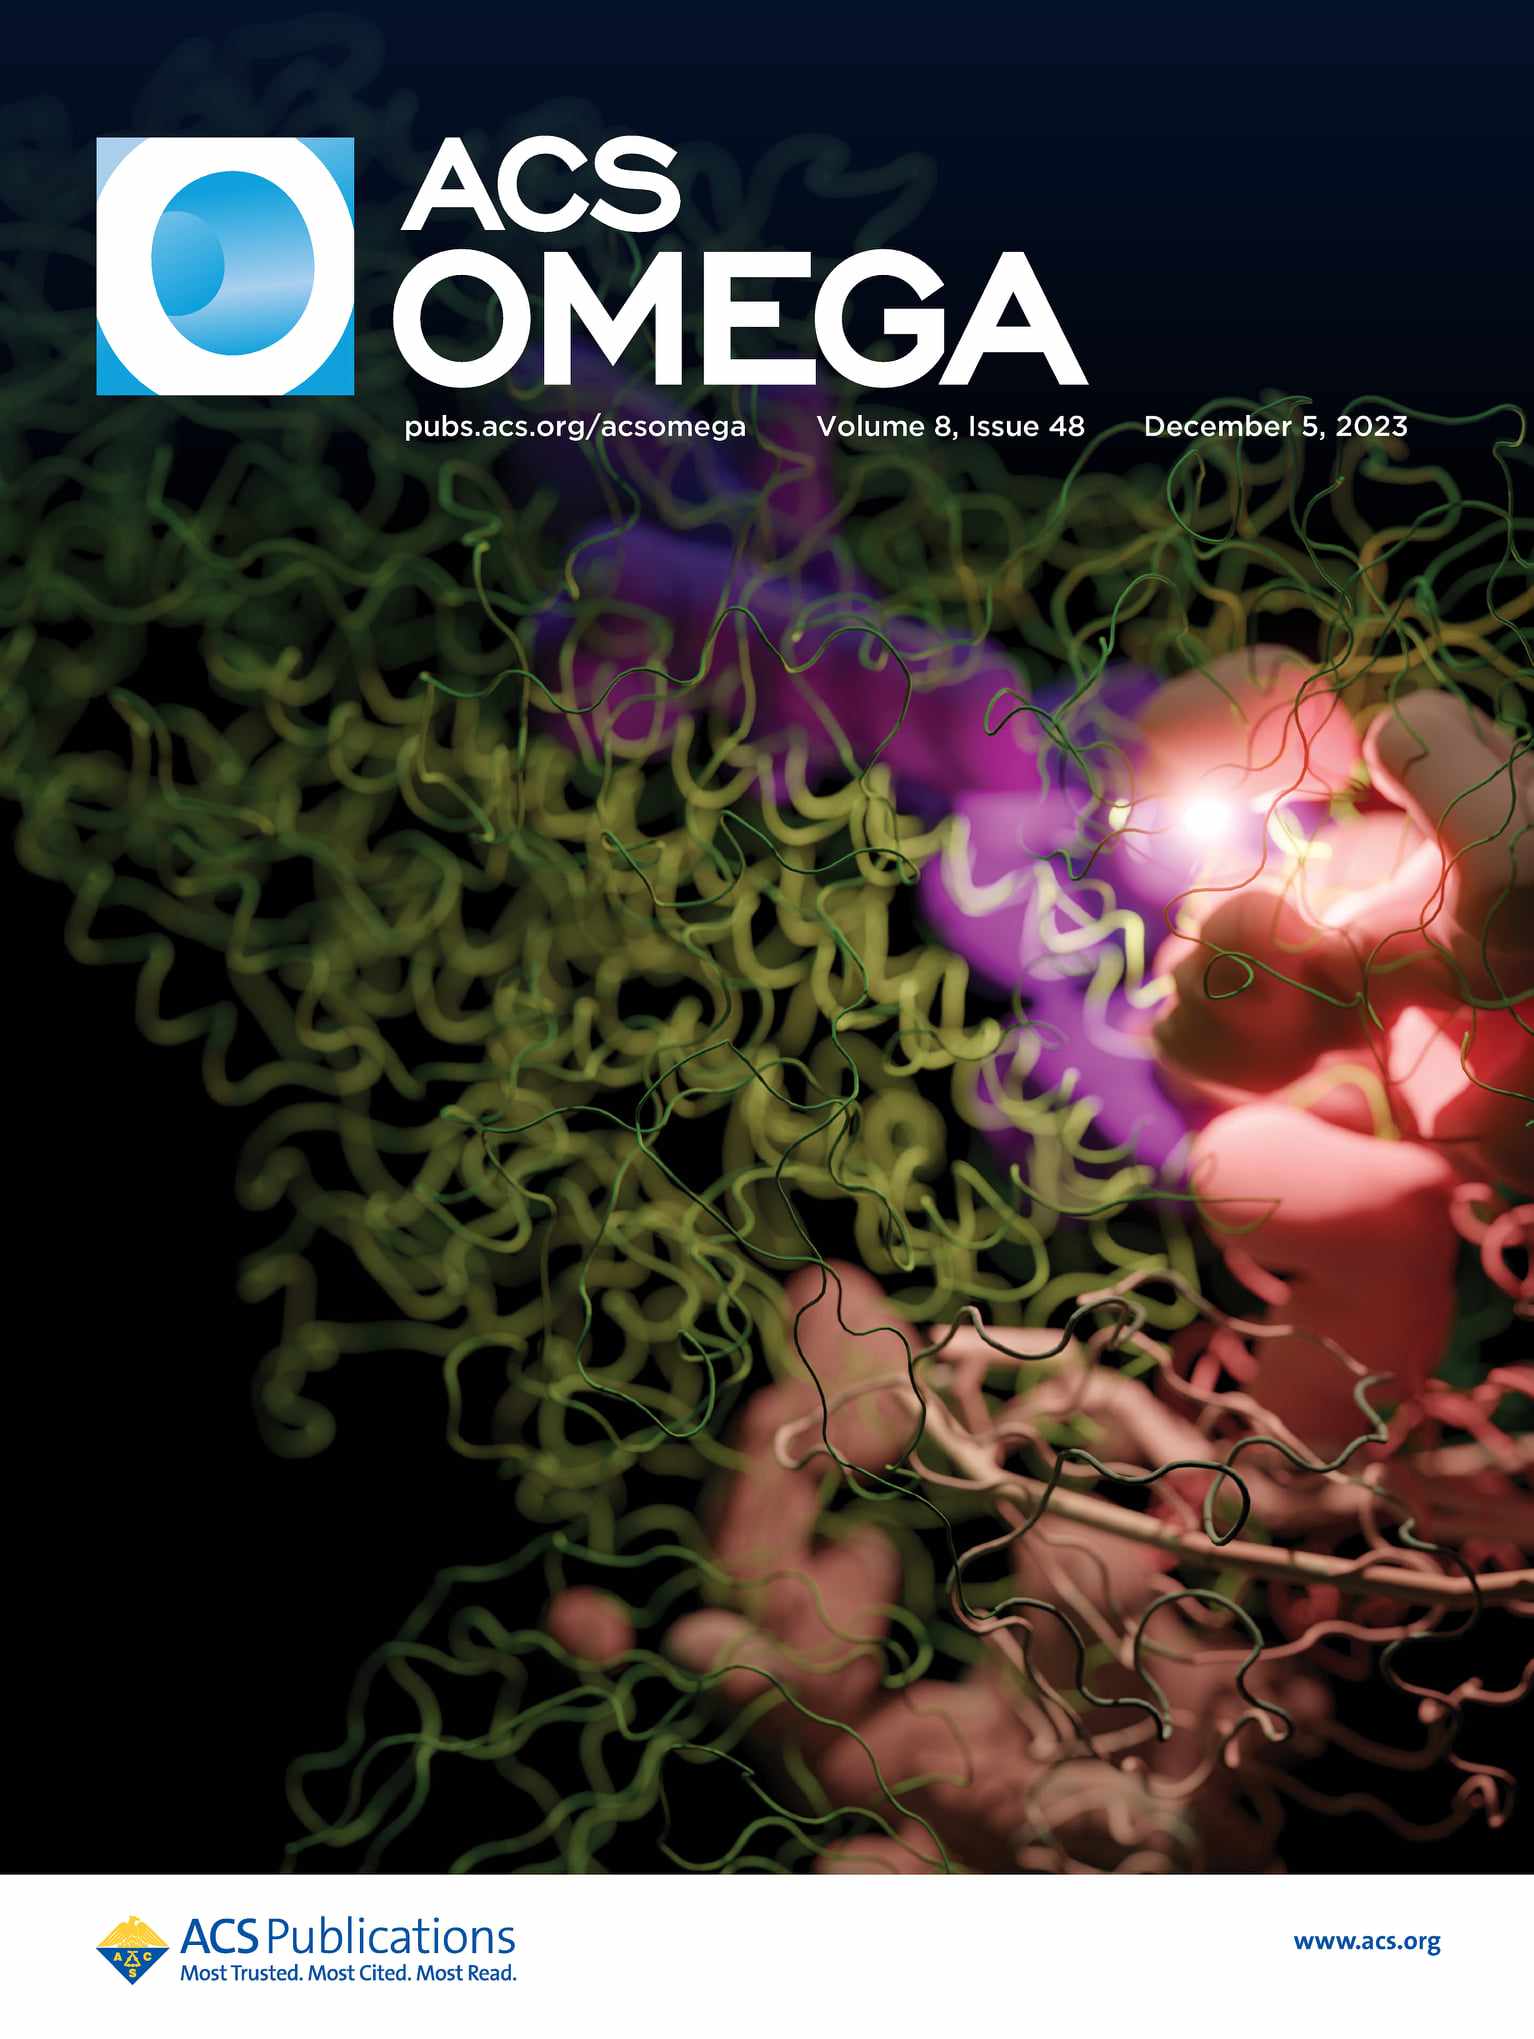 ACS
OMEGA
pubs.acs.org/acsomega Volume 8, Issue 48 December 5, 2023
ACS Publications
Most Trusted. Most Cited. Most Read.
A C
S
www.acs.org